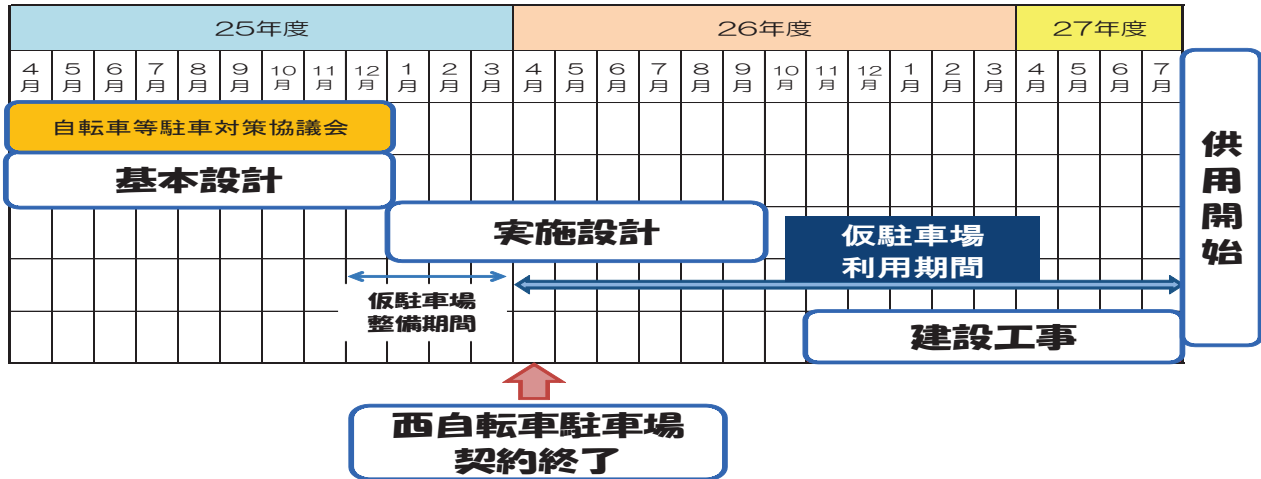 25年度 26年度 27年度
4月 5月 6月 7月 8月 9月 10月 11月 12月 1月 2月 3月 4月 5月 6月 7月 8月 9月 10月 11月 12月 1月 2月 3月 4月 5月 6月 7月
自転車等駐車対策協議会
基本設計
実施設計
仮駐車場
利用期間
仮駐車場
整備期間
建設工事
供用開始
西自転車駐車場
契約終了